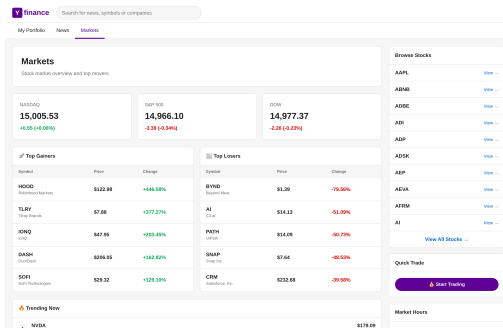 Y finance
Search for news, symbols or companies
My Portfolio News Markets
Markets
Stock market overview and top movers
NASDAQ
15,005.53
+0.55 (+0.00%)
S&P 500
14,966.10
-3.39 (-0.34%)
DOW
14,977.37
-2.26 (-0.23%)
Top Gainers
Symbol Price Change
HOOD $122.98 +446.58%
Robinhood Markets
TLRY $7.88 +377.27%
Tilray Brands
IONQ $47.95 +203.45%
IonQ
DASH $206.05 +162.82%
DoorDash
SOFI $29.32 +129.10%
SoFi Technologies
Top Losers
Symbol Price Change
BYND $1.39 -79.56%
Beyond Meat
AI $14.13 -51.09%
C3.ai
PATH $14.09 -50.73%
UiPath
SNAP $7.64 -48.53%
Snap Inc.
CRM $232.68 -39.58%
Salesforce Inc.
Trending Now
NVDA $179.09
Browse Stocks
AAPL View →
ABNB View →
ADBE View →
ADI View →
ADP View →
ADSK View →
AEP View →
AEVA View →
AFRM View →
AI View →
View All Stocks →
Quick Trade
Start Trading
Market Hours